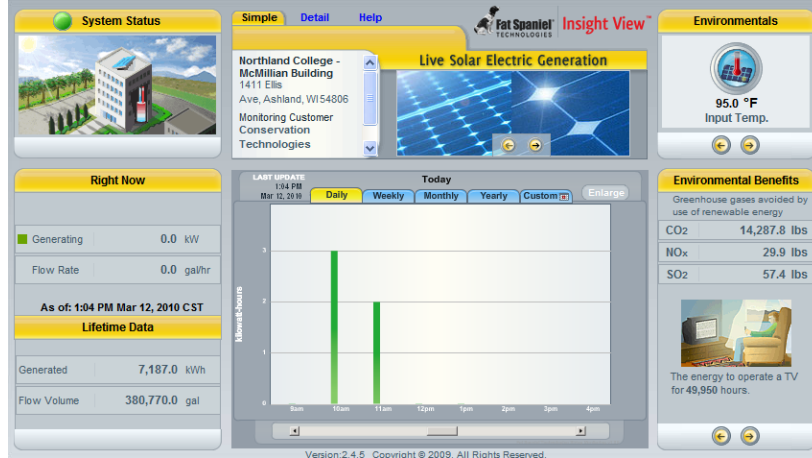 System Status
Simple Detail Help
Fat Spaniel
TECHNOLOGIES
Insight View™
Northland College -
McMillian Building
1411 Ellis
Ave, Ashland, WI 54806
Monitoring Customer
Conservation
Technologies
Live Solar Electric Generation
Environmentals
95.0 °F
Input Temp.
Right Now
Generating 0.0 kW
Flow Rate 0.0 gal/hr
As of: 1:04 PM Mar 12, 2010 CST
Lifetime Data
Generated 7,187.0 kWh
Flow Volume 380,770.0 gal
LAST UPDATE
1:04 PM
Mar 12, 2010
Today
Daily Weekly Monthly Yearly Custom
Enlarge
kilowatt-hours
3
2
1
0
9am 10am 11am 12pm 1pm 2pm 3pm 4pm
Environmental Benefits
Greenhouse gases avoided by
use of renewable energy
CO2 14,287.8 lbs
NOx 29.9 lbs
SO2 57.4 lbs
The energy to operate a TV
for 49,950 hours.
Version:2.4.5 Copyright © 2009. All Rights Reserved.